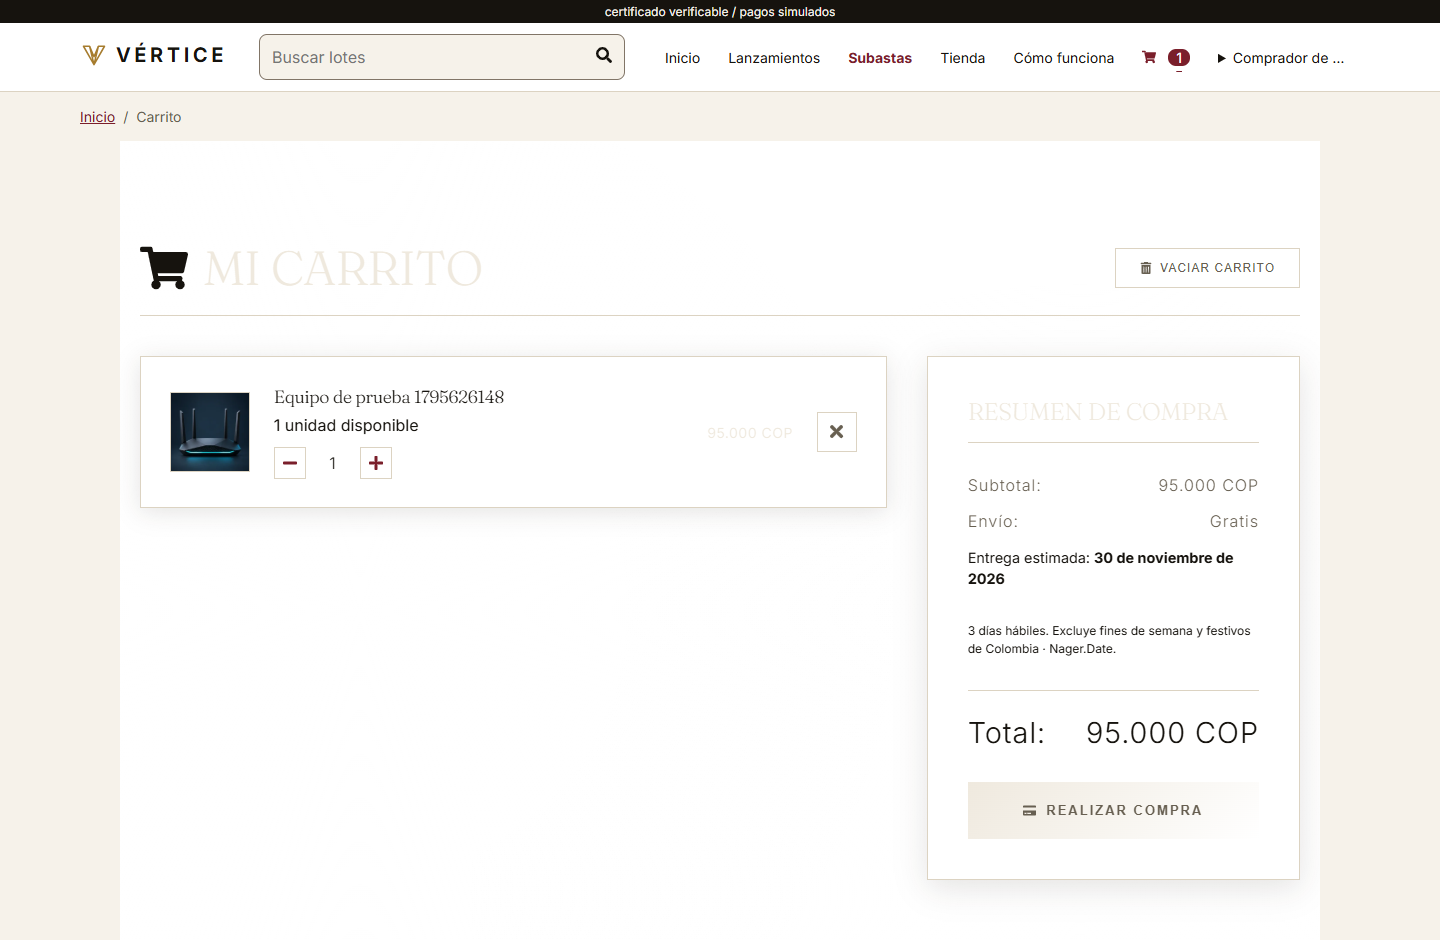 certificado verificable / pagos simulados
VÉRTICE
Buscar lotes
Inicio
Lanzamientos
Subastas
Tienda
Cómo funciona
1
Comprador de ...
Inicio / Carrito
MI CARRITO
VACIAR CARRITO
Equipo de prueba 1795626148
1 unidad disponible
1
95.000 COP
RESUMEN DE COMPRA
Subtotal: 95.000 COP
Envío: Gratis
Entrega estimada: 30 de noviembre de
2026
3 días hábiles. Excluye fines de semana y festivos
de Colombia · Nager.Date.
Total: 95.000 COP
REALIZAR COMPRA